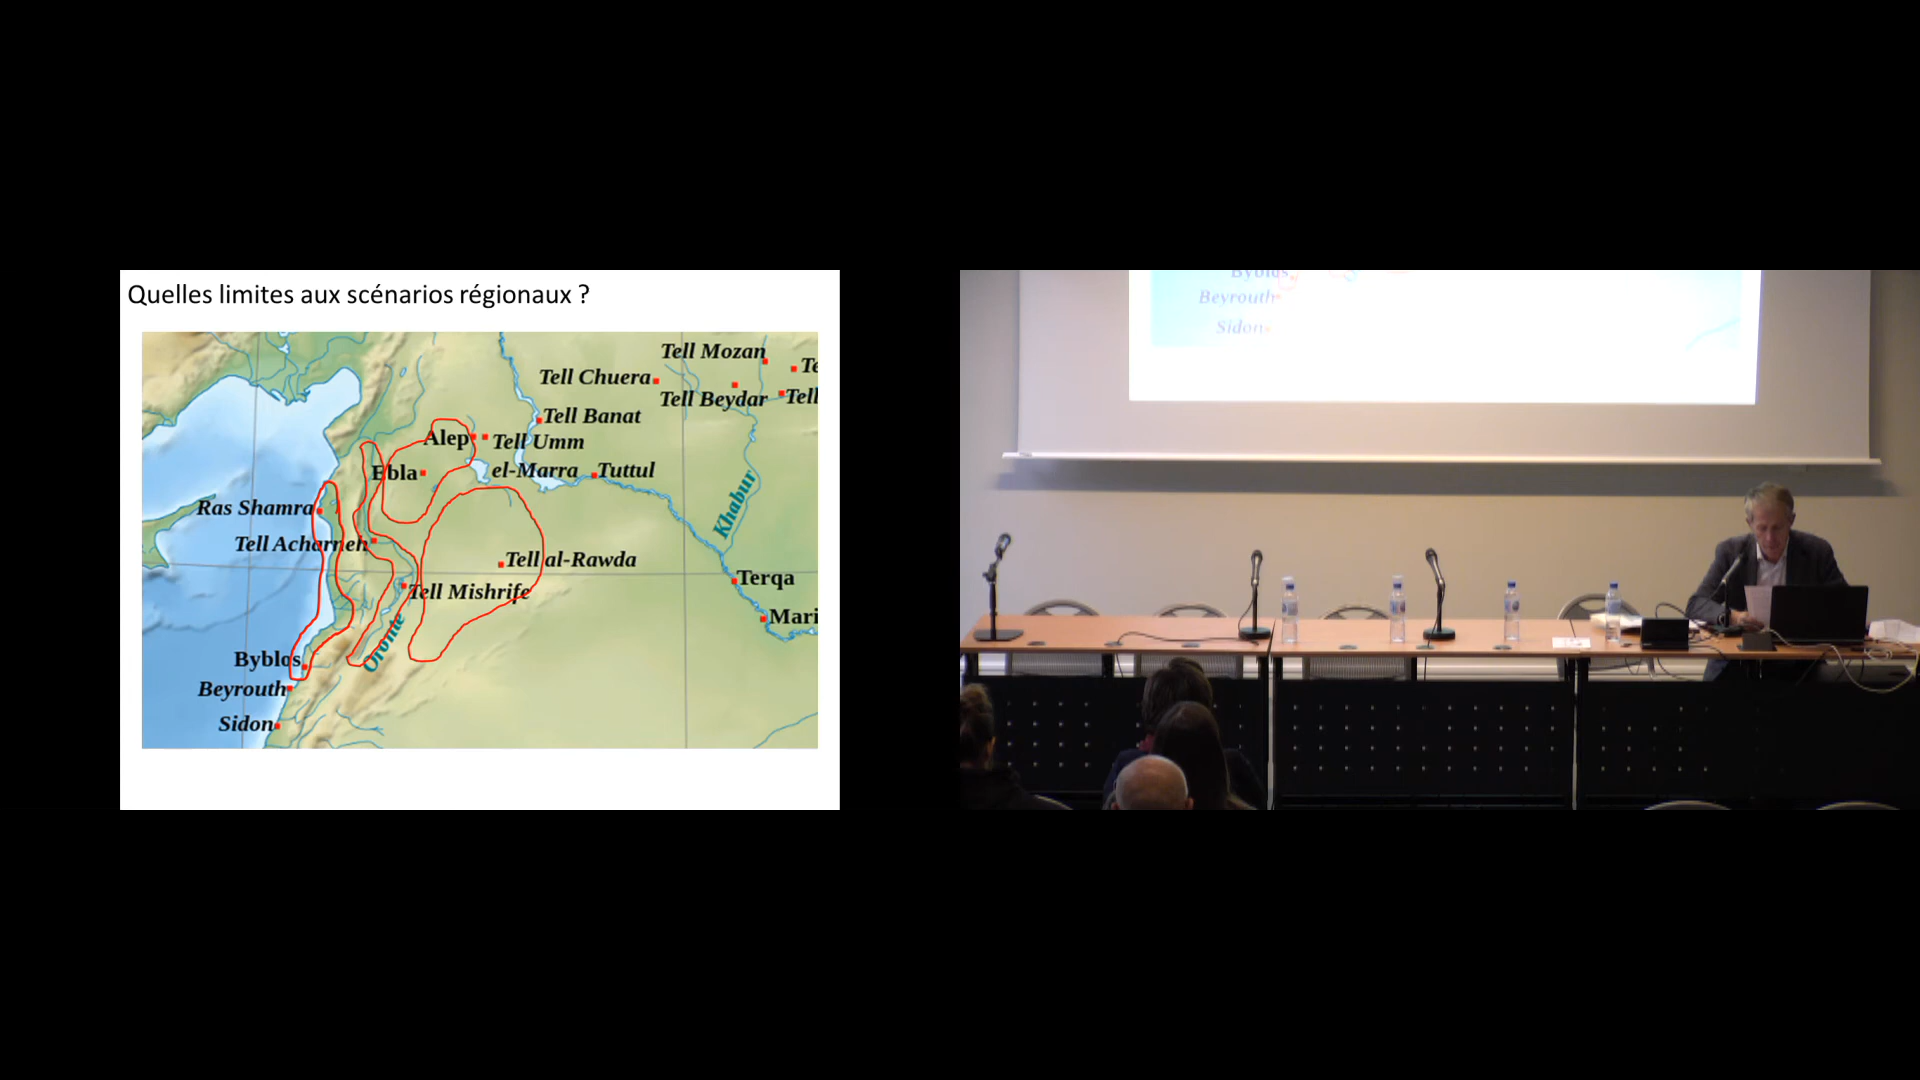 Quelles limites aux scénarios régionaux ?
Tell Mozan
Te
Tell Chuera
Tell Beydar
Tell
Tell Banat
Alep
Tell Umm
el-Marra
Ebla
Tuttul
Khabur
Ras Shamra
Tell Acharneh
Tell al-Rawda
Terqa
Tell Mishrife
Mari
Oronte
Byblos
Beyrouth
Sidon
Byblos
Beyrouth
Sidon